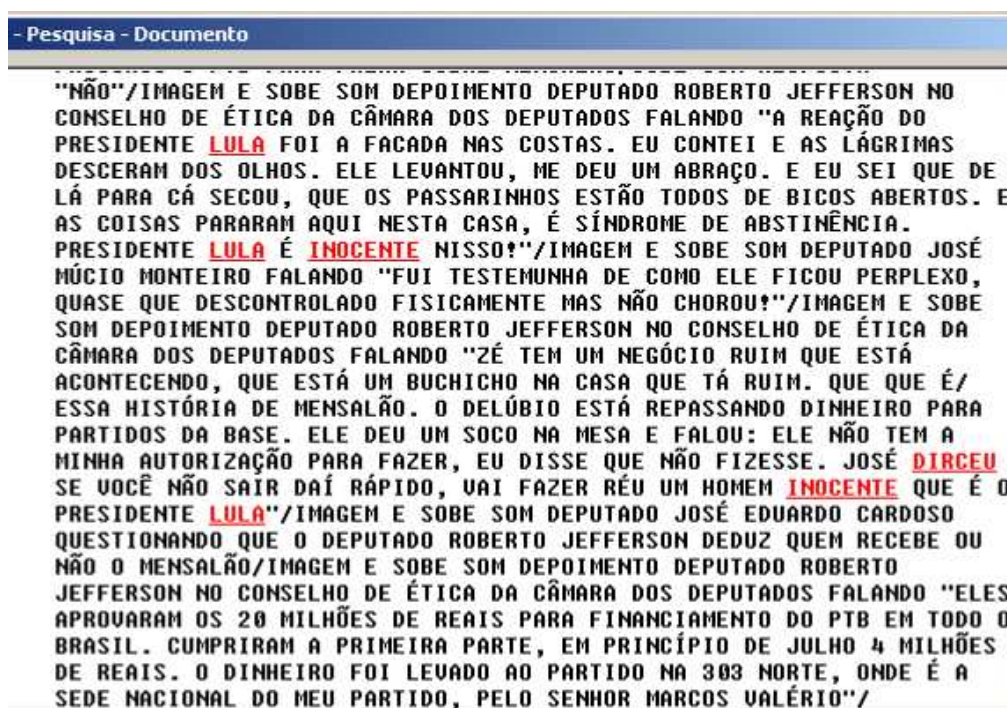 - Pesquisa - Documento
"NÃO"/IMAGEM E SOBE SOM DEPOIMENTO DEPUTADO ROBERTO JEFFERSON NO
CONSELHO DE ÉTICA DA CÂMARA DOS DEPUTADOS FALANDO "A REAÇÃO DO
PRESIDENTE LULA FOI A FACADA NAS COSTAS. EU CONTEI E AS LÁGRIMAS
DESCERAM DOS OLHOS. ELE LEVANTOU, ME DEU UM ABRAÇO. E EU SEI QUE DE
LÁ PARA CÁ SECOU, QUE OS PASSARINHOS ESTÃO TODOS DE BICOS ABERTOS. E
AS COISAS PARARAM AQUI NESTA CASA, É SÍNDROME DE ABSTINÊNCIA.
PRESIDENTE LULA É INOCENTE NISSO!"/IMAGEM E SOBE SOM DEPUTADO JOSÉ
MÚCIO MONTEIRO FALANDO "FUI TESTEMUNHA DE COMO ELE FICOU PERPLEXO,
QUASE QUE DESCONTROLADO FISICAMENTE MAS NÃO CHOROU!"/IMAGEM E SOBE
SOM DEPOIMENTO DEPUTADO ROBERTO JEFFERSON NO CONSELHO DE ÉTICA DA
CÂMARA DOS DEPUTADOS FALANDO "ZÉ TEM UM NEGÓCIO RUIM QUE ESTÁ
ACONTECENDO, QUE ESTÁ UM BUCHICHO NA CASA QUE TÁ RUIM. QUE QUE É/
ESSA HISTÓRIA DE MENSALÃO. O DELÚBIO ESTÁ REPASSANDO DINHEIRO PARA
PARTIDOS DA BASE. ELE DEU UM SOCO NA MESA E FALOU: ELE NÃO TEM A
MINHA AUTORIZAÇÃO PARA FAZER, EU DISSE QUE NÃO FIZESSE. JOSÉ DIRCEU
SE VOCÊ NÃO SAIR DAÍ RÁPIDO, VAI FAZER RÉU UM HOMEM INOCENTE QUE É O
PRESIDENTE LULA"/IMAGEM E SOBE SOM DEPUTADO JOSÉ EDUARDO CARDOSO
QUESTIONANDO QUE O DEPUTADO ROBERTO JEFFERSON DEDUZ QUEM RECEBE OU
NÃO O MENSALÃO/IMAGEM E SOBE SOM DEPOIMENTO DEPUTADO ROBERTO
JEFFERSON NO CONSELHO DE ÉTICA DA CÂMARA DOS DEPUTADOS FALANDO "ELES
APROVARAM OS 20 MILHÕES DE REAIS PARA FINANCIAMENTO DO PTB EM TODO O
BRASIL. CUMPRIRAM A PRIMEIRA PARTE, EM PRINCÍPIO DE JULHO 4 MILHÕES
DE REAIS. O DINHEIRO FOI LEVADO AO PARTIDO NA 303 NORTE, ONDE É A
SEDE NACIONAL DO MEU PARTIDO, PELO SENHOR MARCOS VALÉRIO"/